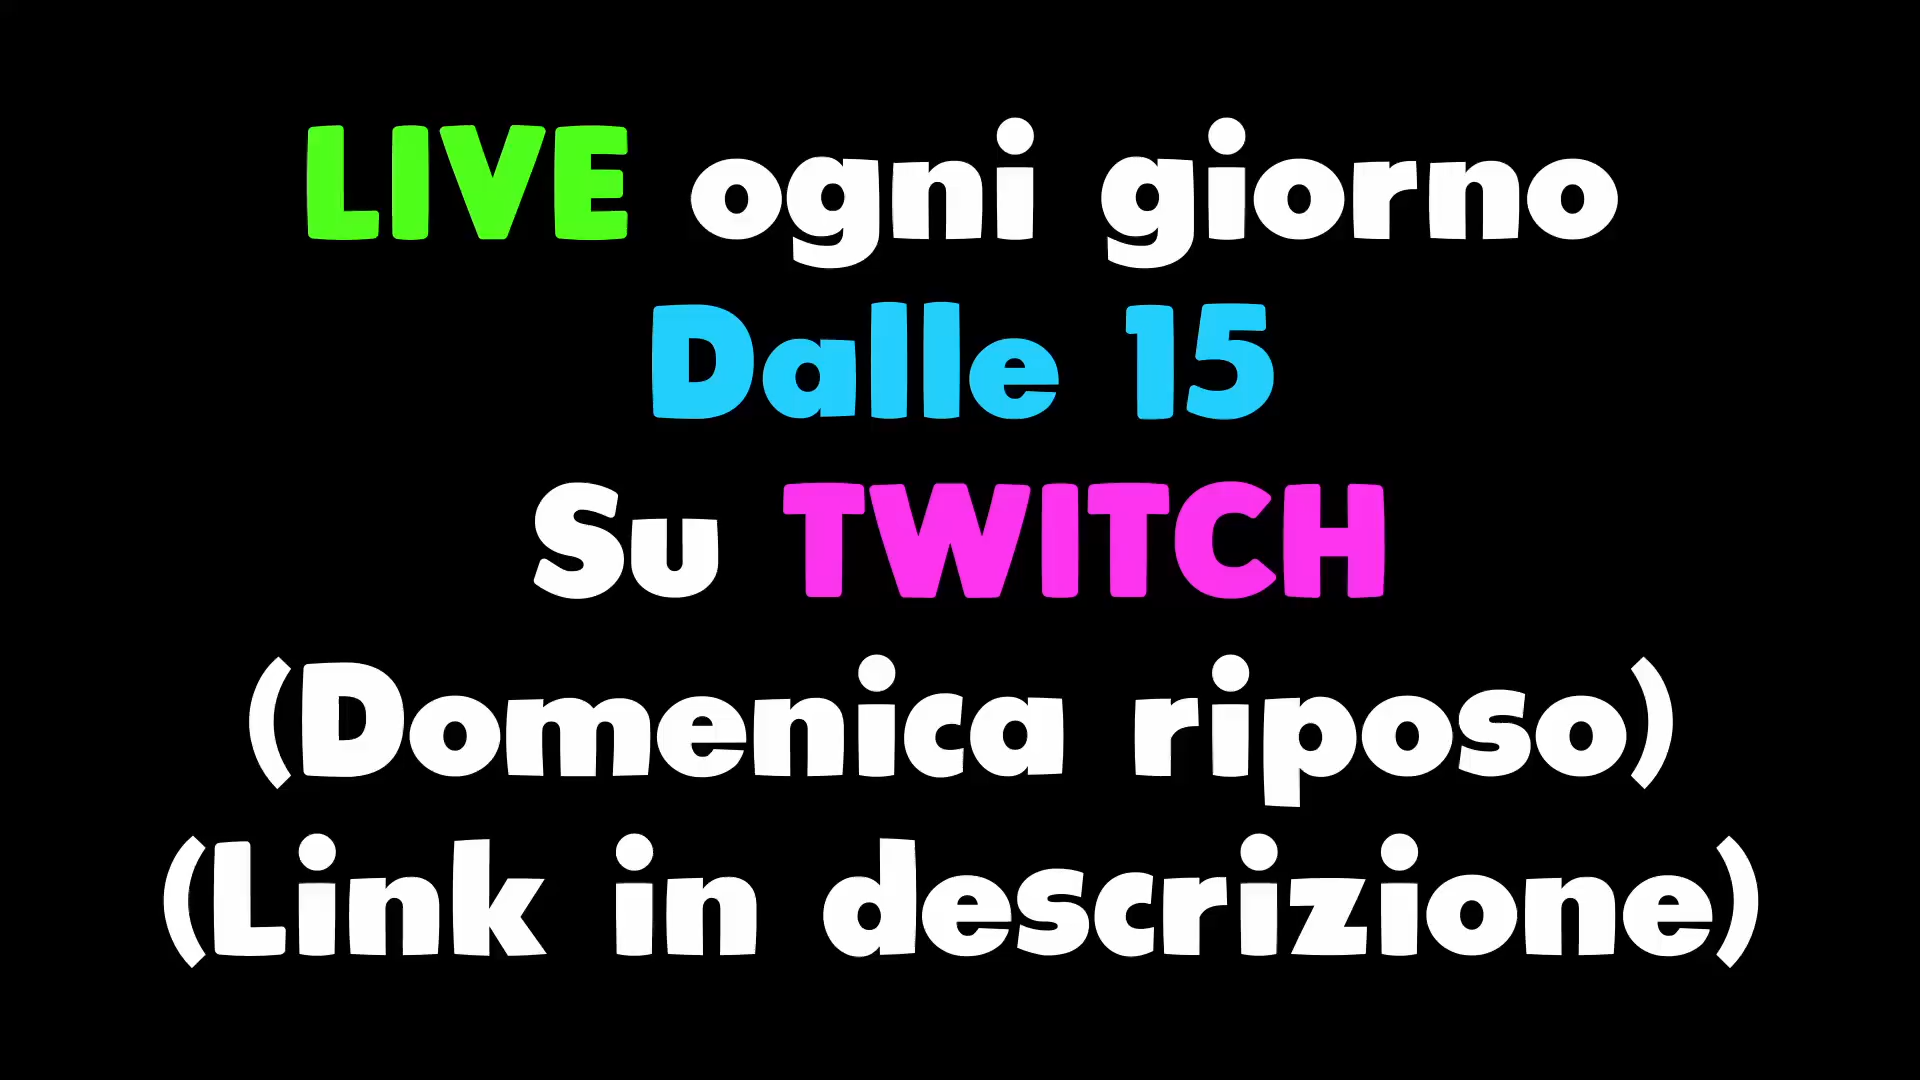 LIVE ogni giorno
Dalle 15
Su TWITCH
(Domenica riposo)
(Link in descrizione)